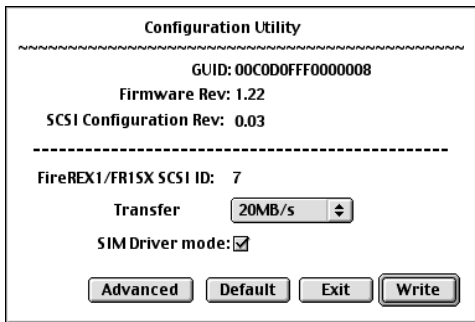 Configuration Utility
GUID: 00C0D0FFF0000008
Firmware Rev: 1.22
SCSI Configuration Rev: 0.03
FireREX1/FR1SX SCSI ID: 7
Transfer 20MB/s
SIM Driver mode:
Advanced Default Exit Write